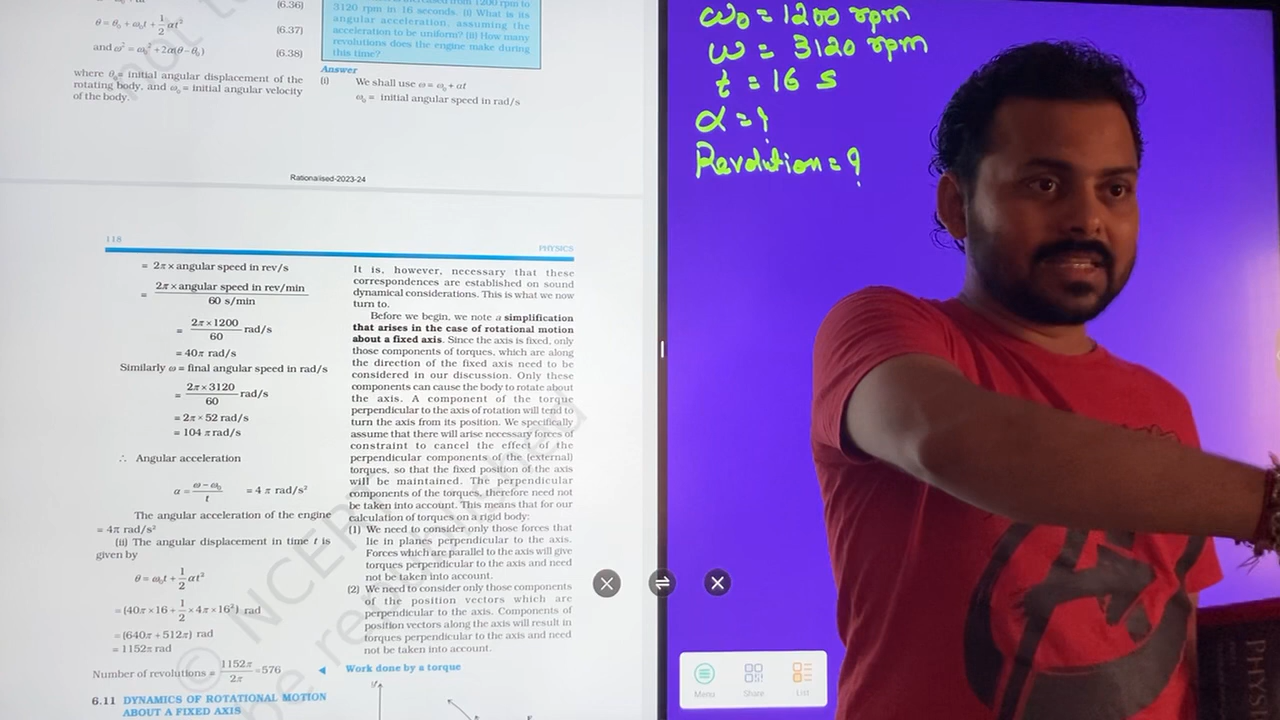 (6.36)
θ = θ₀ + ω₀t + 1/2 αt²
(6.37)
and ω² = ω₀² + 2α(θ – θ₀)
(6.38)
where θ₀ = initial angular displacement of the
rotating body, and ω₀ = initial angular velocity
of the body.
1200 rpm to
3120 rpm in 16 seconds. (i) What is its
angular acceleration, assuming the
acceleration to be uniform? (ii) How many
revolutions does the engine make during
this time?
Answer
(i) We shall use ω = ω₀ + αt
ω₀ = initial angular speed in rad/s
Rationalised-2023-24
118
PHYSICS
= 2π × angular speed in rev/s
= 2π × angular speed in rev/min / 60 s/min
= 2π × 1200 / 60 rad/s
= 40π rad/s
Similarly ω = final angular speed in rad/s
= 2π × 3120 / 60 rad/s
= 2π × 52 rad/s
= 104 π rad/s
∴ Angular acceleration
α = ω – ω₀ / t = 4 π rad/s²
The angular acceleration of the engine
= 4π rad/s²
(ii) The angular displacement in time t is
given by
θ = ω₀t + 1/2 αt²
= (40π × 16 + 1/2 × 4π × 16²) rad
= (640π + 512π) rad
= 1152π rad
Number of revolutions = 1152π / 2π = 576
6.11 DYNAMICS OF ROTATIONAL MOTION
ABOUT A FIXED AXIS
It is, however, necessary that these
correspondences are established on sound
dynamical considerations. This is what we now
turn to.
Before we begin, we note a simplification
that arises in the case of rotational motion
about a fixed axis. Since the axis is fixed, only
those components of torques, which are along
the direction of the fixed axis need to be
considered in our discussion. Only these
components can cause the body to rotate about
the axis. A component of the torque
perpendicular to the axis of rotation will tend to
turn the axis from its position. We specifically
assume that there will arise necessary forces of
constraint to cancel the effect of the
perpendicular components of the (external)
torques, so that the fixed position of the axis
will be maintained. The perpendicular
components of the torques, therefore need not
be taken into account. This means that for our
calculation of torques on a rigid body:
(1) We need to consider only those forces that
lie in planes perpendicular to the axis.
Forces which are parallel to the axis will give
torques perpendicular to the axis and need
not be taken into account.
(2) We need to consider only those components
of the position vectors which are
perpendicular to the axis. Components of
position vectors along the axis will result in
torques perpendicular to the axis and need
not be taken into account.
Work done by a torque
© NCERT
be republished
not to
ω₀ = 1200 rpm
ω = 3120 rpm
t = 16 s
α = ?
Revolution = ?
Menu
Share
List
PHYS